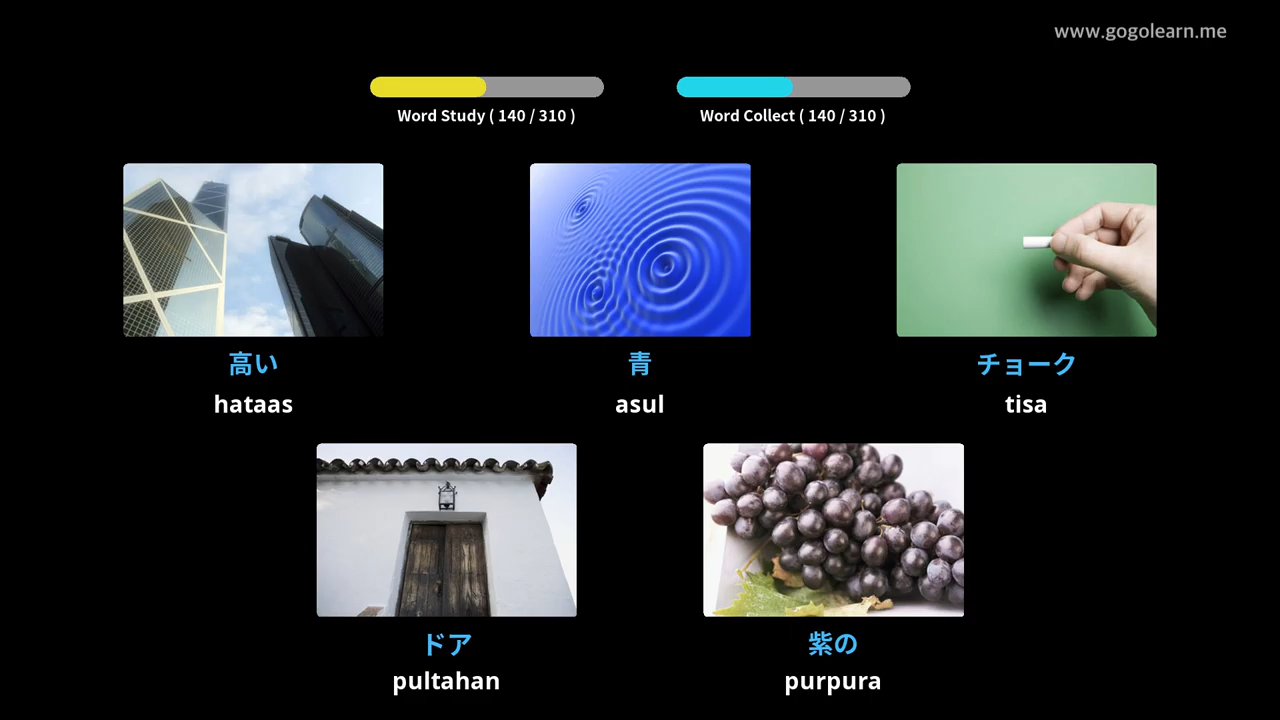 www.gogolearn.me
Word Study ( 140 / 310 )
Word Collect ( 140 / 310 )
高い
hataas
青
asul
チョーク
tisa
ドア
pultahan
紫の
purpura